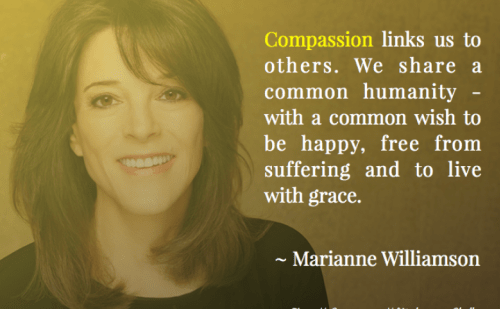 Compassion links us to
others. We share a
common humanity -
with a common wish to
be happy, free from
suffering and to live
with grace.
~ Marianne Williamson